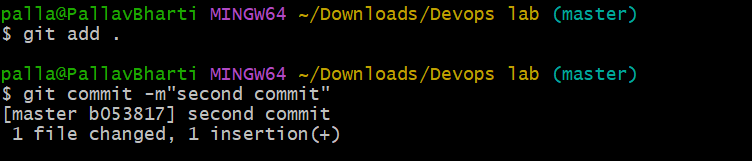 palla@PallavBharti MINGW64 ~/Downloads/Devops lab (master)
$ git add .
palla@PallavBharti MINGW64 ~/Downloads/Devops lab (master)
$ git commit -m"second commit"
[master b053817] second commit
 1 file changed, 1 insertion(+)